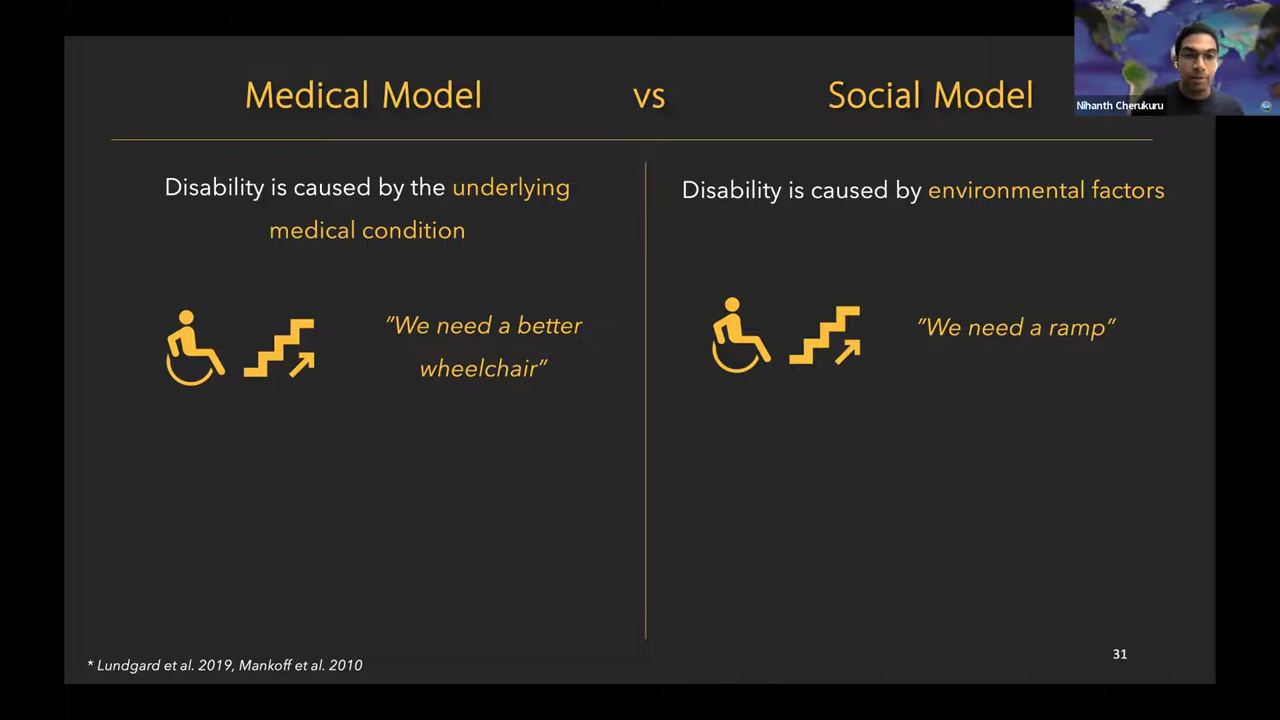 Medical Model vs Social Model
Nihanth Cherukuru
Disability is caused by the underlying
medical condition
Disability is caused by environmental factors
"We need a better
wheelchair"
"We need a ramp"
31
* Lundgard et al. 2019, Mankoff et al. 2010